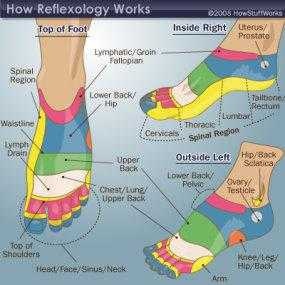 How Reflexology Works
©2008 HowStuffWorks
Top of Foot
Spinal
Region
Waistline
Lymph
Drain
Top of
Shoulders
Head/Face/Sinus/Neck
Lymphatic/Groin
Fallopian
Lower Back/
Hip
Upper Back
Chest/Lung/
Upper Back
Inside Right
Uterus/
Prostate
Tailbone/
Rectum
Lumbar
Thoracic
Cervicals
Spinal Region
Outside Left
Hip/Back
Sciatica
Lower Back/
Pelvic
Ovary/
Testicle
Knee/Leg/
Hip/Back
Arm